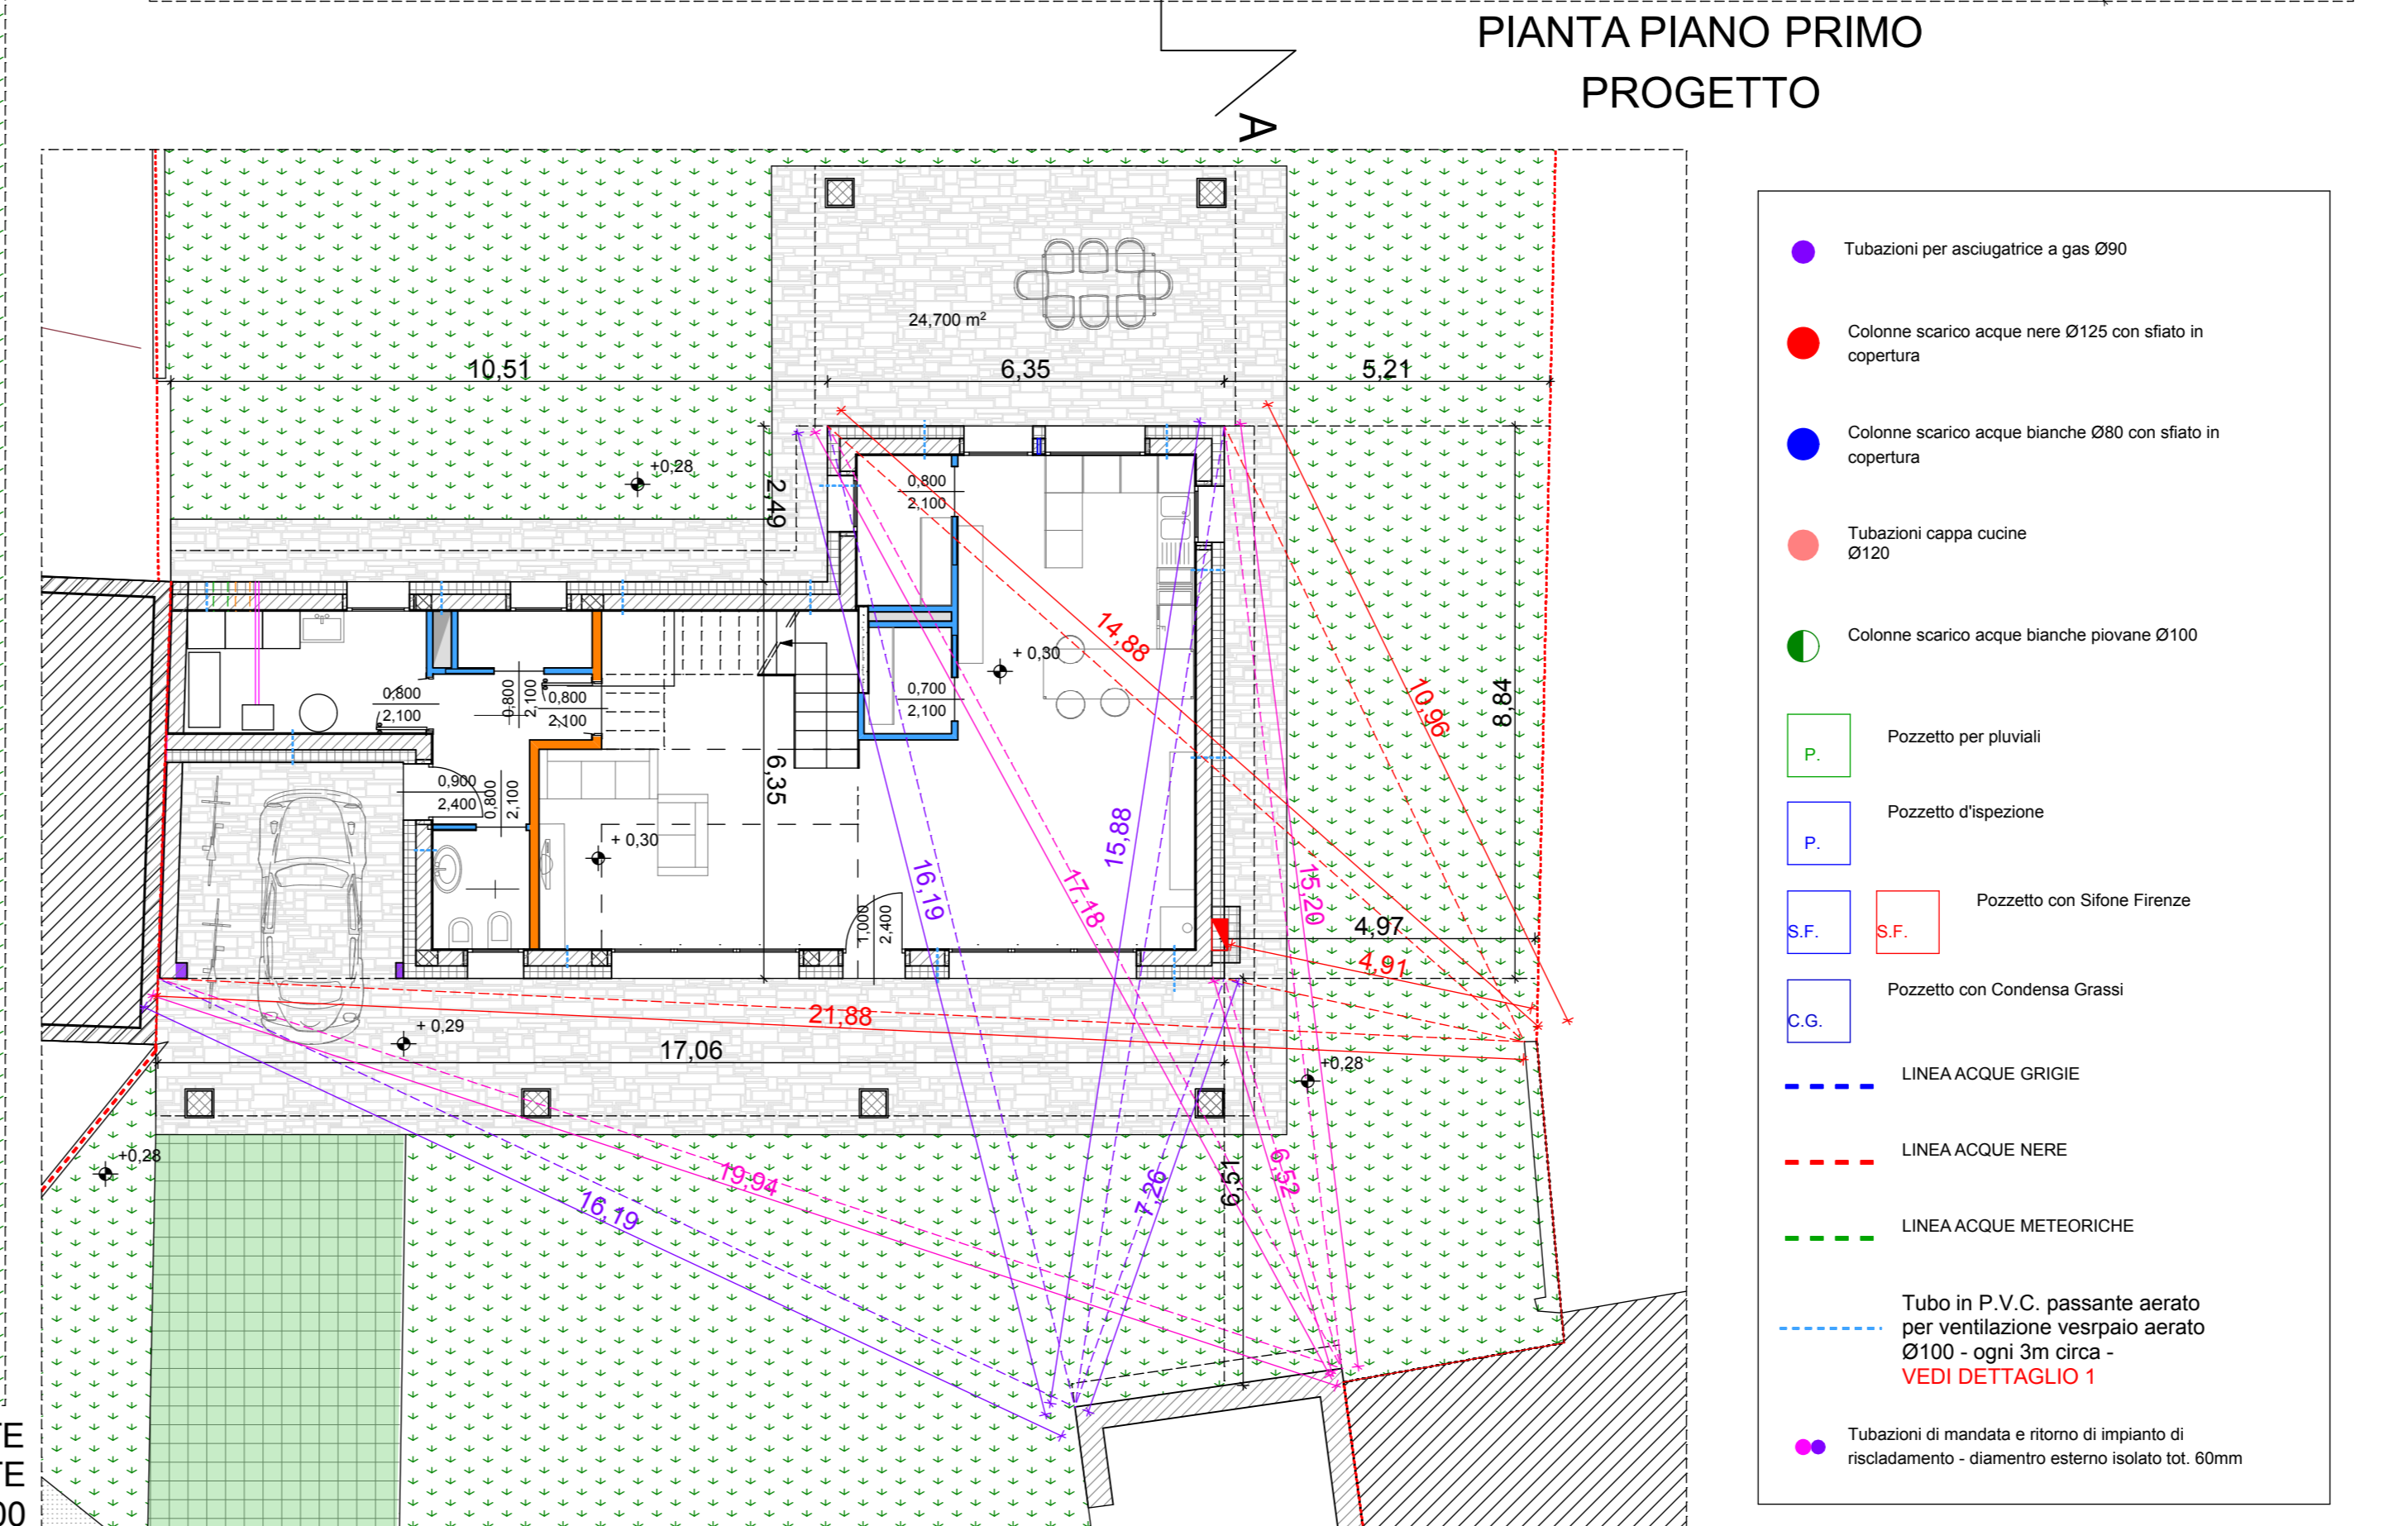 PIANTA PIANO PRIMO
PROGETTO
A
24,700 m²
10,51
6,35
5,21
+0,28
2,49
0,800
2,100
14,88
+ 0,30
10,96
8,84
0,800
2,100
0,800
2,100
0,800
2,100
0,700
2,100
6,35
0,900
2,400
0,800
2,100
+ 0,30
15,88
16,19
17,18
15,20
1,000
2,400
4,97
4,91
21,88
+ 0,29
17,06
+0,28
+0,28
19,94
16,19
7,26
6,51
6,52
TE
TE
00
Tubazioni per asciugatrice a gas Ø90
Colonne scarico acque nere Ø125 con sfiato in
copertura
Colonne scarico acque bianche Ø80 con sfiato in
copertura
Tubazioni cappa cucine
Ø120
Colonne scarico acque bianche piovane Ø100
P.
Pozzetto per pluviali
P.
Pozzetto d'ispezione
S.F.
S.F.
Pozzetto con Sifone Firenze
C.G.
Pozzetto con Condensa Grassi
LINEA ACQUE GRIGIE
LINEA ACQUE NERE
LINEA ACQUE METEORICHE
Tubo in P.V.C. passante aerato
per ventilazione vesrpaio aerato
Ø100 - ogni 3m circa -
VEDI DETTAGLIO 1
Tubazioni di mandata e ritorno di impianto di
riscladamento - diamentro esterno isolato tot. 60mm